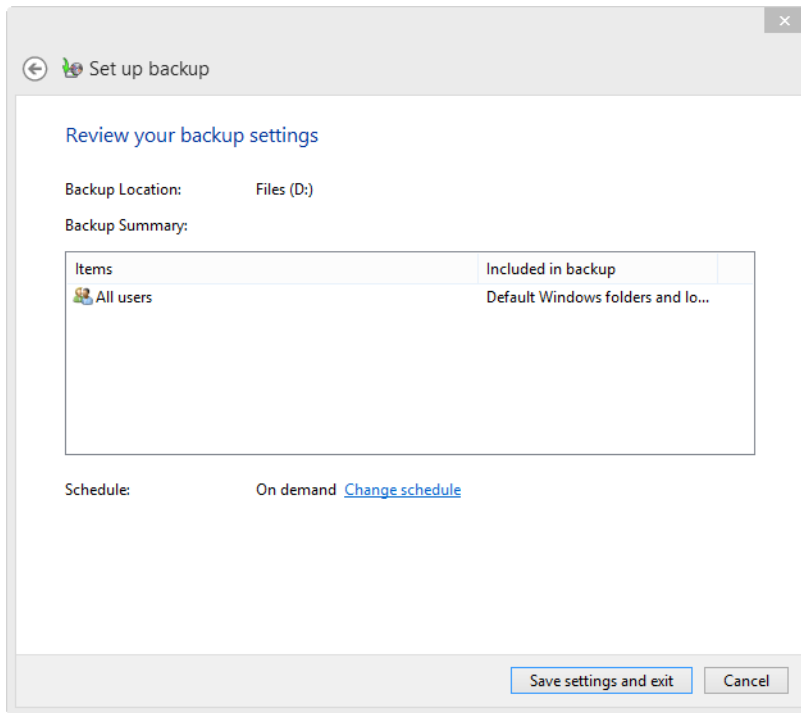 Set up backup
Review your backup settings
Backup Location: Files (D:)
Backup Summary:
Items Included in backup
All users Default Windows folders and lo...
Schedule: On demand Change schedule
Save settings and exit Cancel